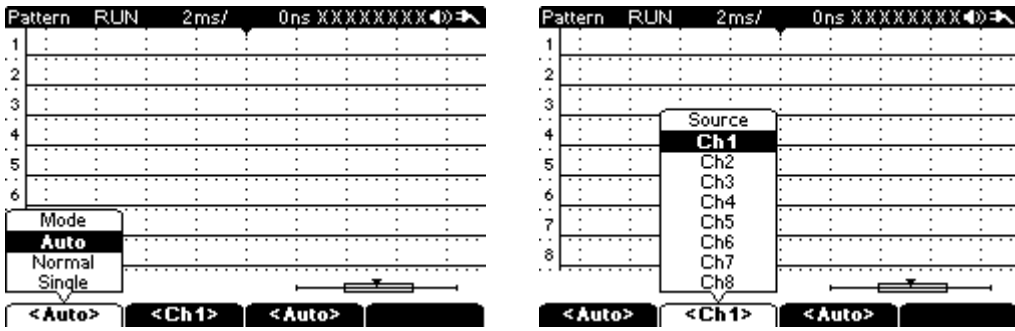 Pattern RUN 2ms/ 0ns XXXXXXXX
1
2
3
4
5
6
Mode
Auto
Normal
Single
<Auto> <Ch1> <Auto>
Pattern RUN 2ms/ 0ns XXXXXXXX
1
2
3
4
5
6
7
8
Source
Ch1
Ch2
Ch3
Ch4
Ch5
Ch6
Ch7
Ch8
<Auto> <Ch1> <Auto>